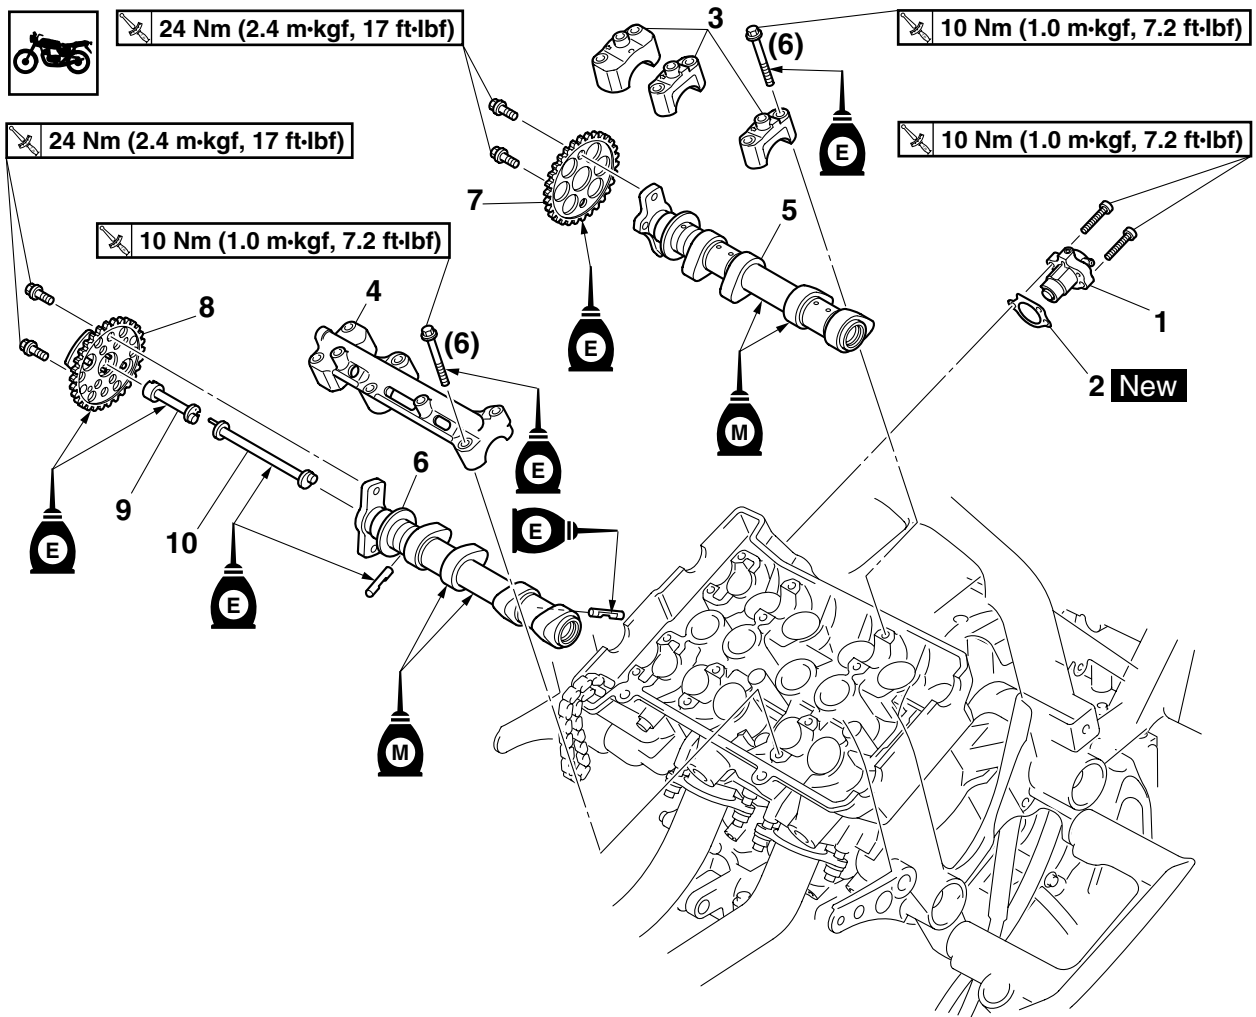 24 Nm (2.4 m•kgf, 17 ft•lbf)
3
(6)
10 Nm (1.0 m•kgf, 7.2 ft•lbf)
24 Nm (2.4 m•kgf, 17 ft•lbf)
E
10 Nm (1.0 m•kgf, 7.2 ft•lbf)
7
5
10 Nm (1.0 m•kgf, 7.2 ft•lbf)
4
8
(6)
E
1
2 New
M
6
E
9
10
E
E
E
M